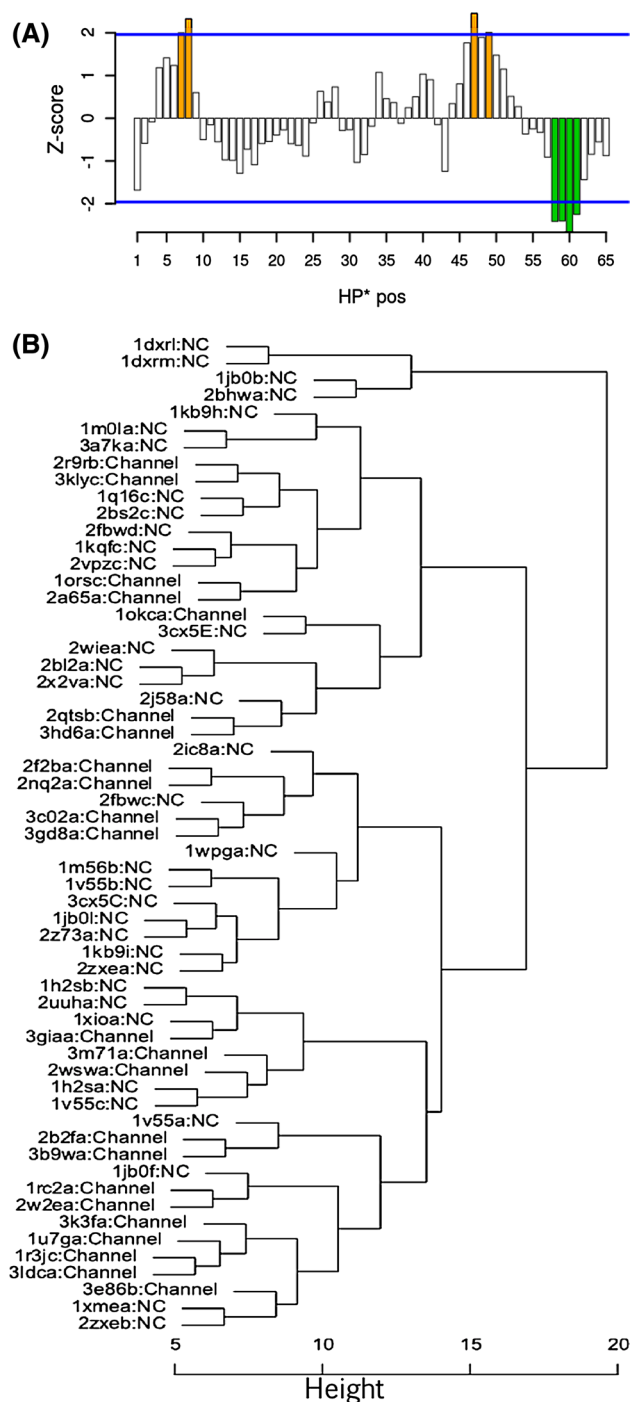 (A)
Z-score
2
1
0
-1
-2
1 5 10 15 20 25 30 35 40 45 50 55 60 65
HP* pos
(B)
1dxrl:NC
1dxrm:NC
1jb0b:NC
2bhwa:NC
1kb9h:NC
1m0la:NC
3a7ka:NC
2r9rb:Channel
3klyc:Channel
1q16c:NC
2bs2c:NC
2fbwd:NC
1kqfc:NC
2vpzc:NC
1orsc:Channel
2a65a:Channel
1okca:Channel
3cx5E:NC
2wiea:NC
2bl2a:NC
2x2va:NC
2j58a:NC
2qtsb:Channel
3hd6a:Channel
2ic8a:NC
2f2ba:Channel
2nq2a:Channel
2fbwc:NC
3c02a:Channel
3gd8a:Channel
1wpga:NC
1m56b:NC
1v55b:NC
3cx5C:NC
1jb0l:NC
2z73a:NC
1kb9i:NC
2zxea:NC
1h2sb:NC
2uuha:NC
1xioa:NC
3giaa:Channel
3m71a:Channel
2wswa:Channel
1h2sa:NC
1v55c:NC
1v55a:NC
2b2fa:Channel
3b9wa:Channel
1jb0f:NC
1rc2a:Channel
2w2ea:Channel
3k3fa:Channel
1u7ga:Channel
1r3jc:Channel
3ldca:Channel
3e86b:Channel
1xmea:NC
2zxeb:NC
5 10 15 20
Height